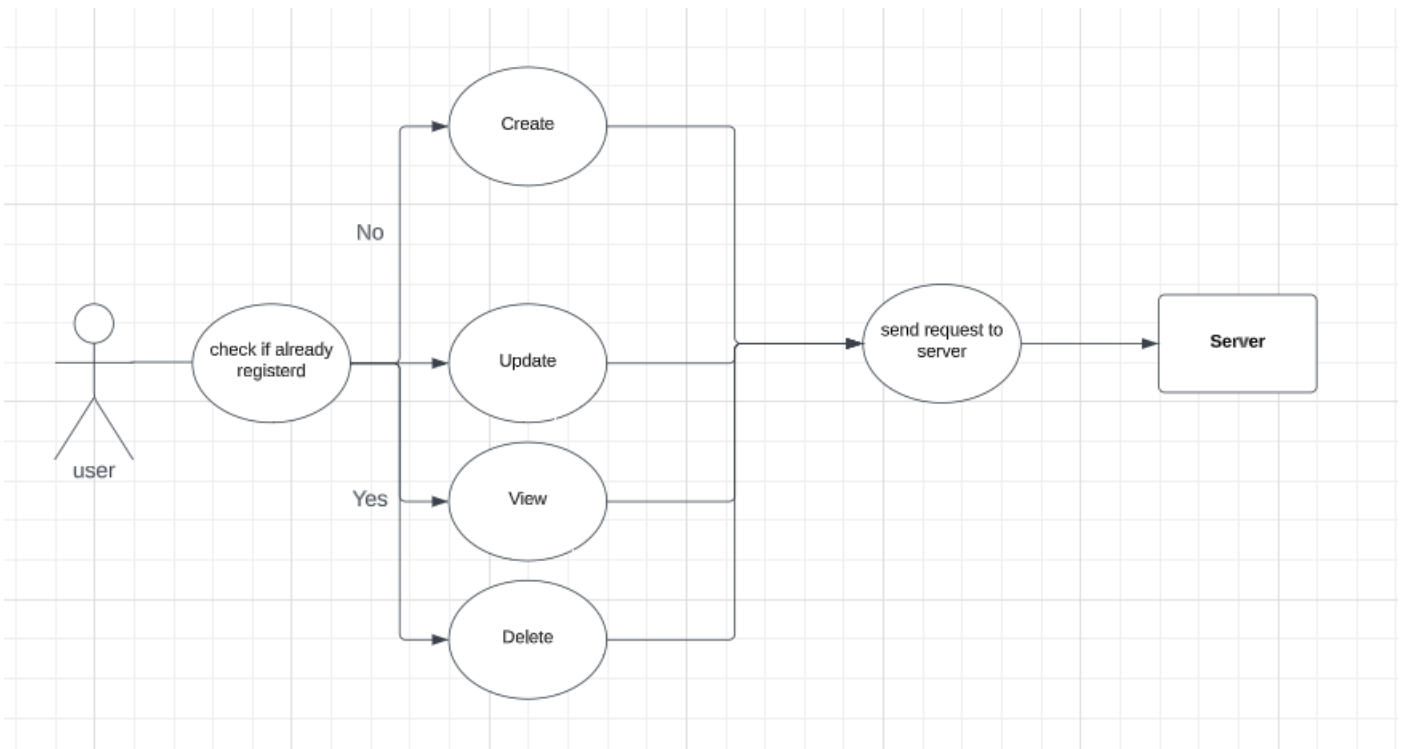 Create
No
check if already
registerd
Update
send request to
server
Server
user
Yes
View
Delete